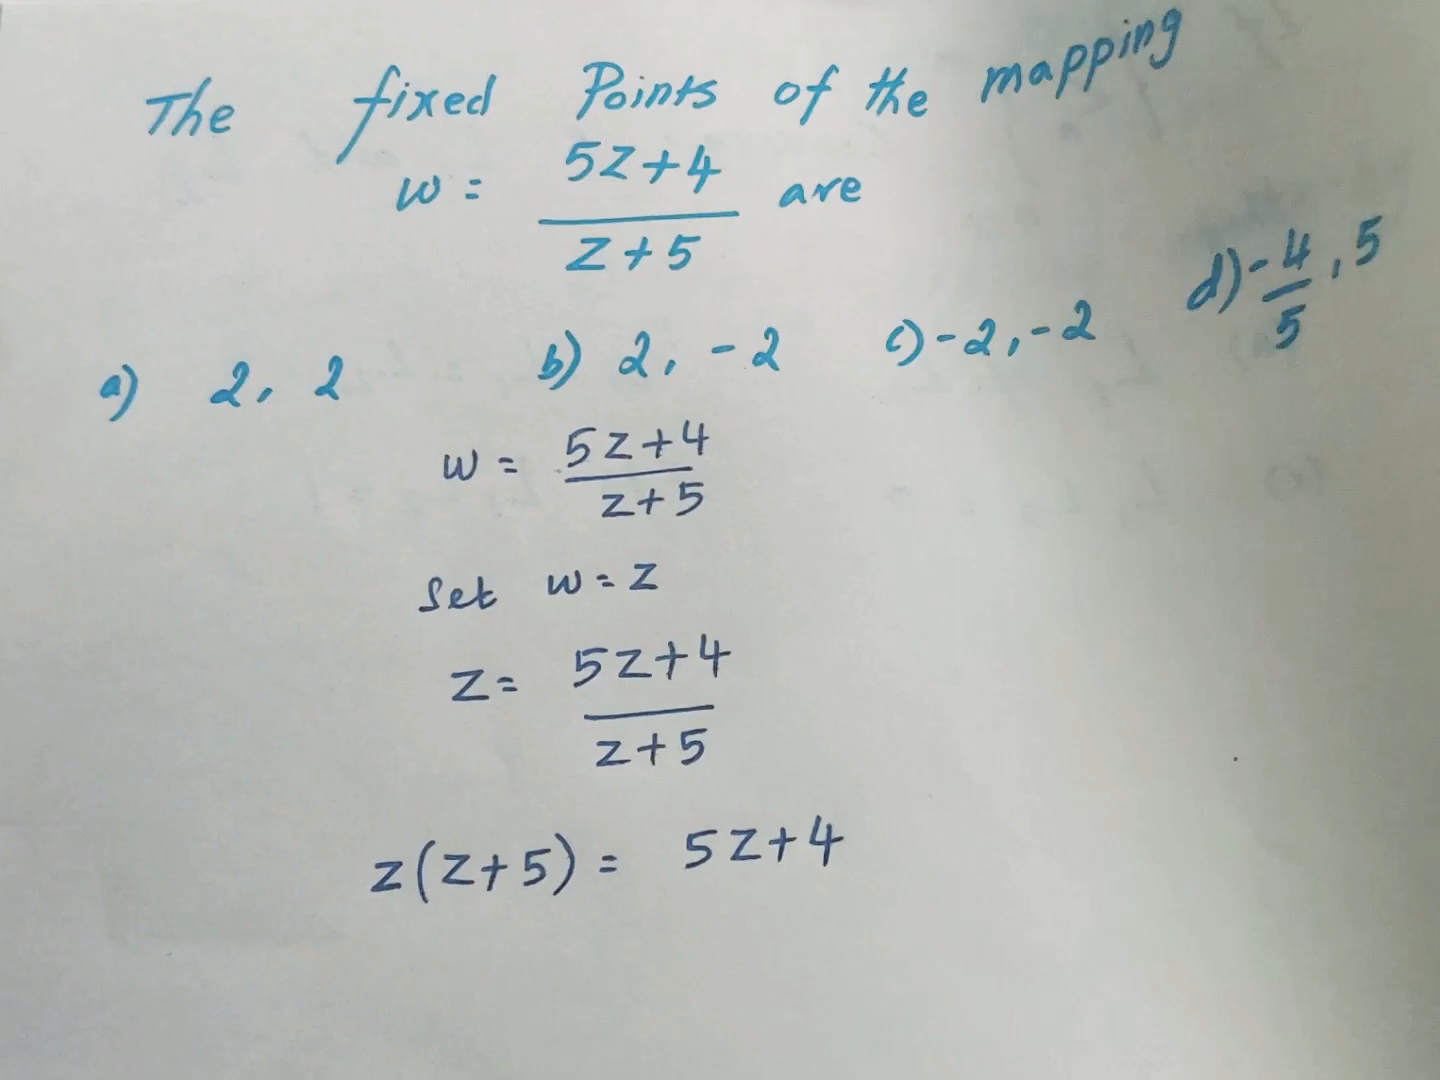 The fixed Points of the mapping
w = 5z+4 / z+5 are
a) 2, 2 b) 2, -2 c) -2, -2 d) -4/5, 5
w = 5z+4 / z+5
Set w = z
z = 5z+4 / z+5
z(z+5) = 5z+4